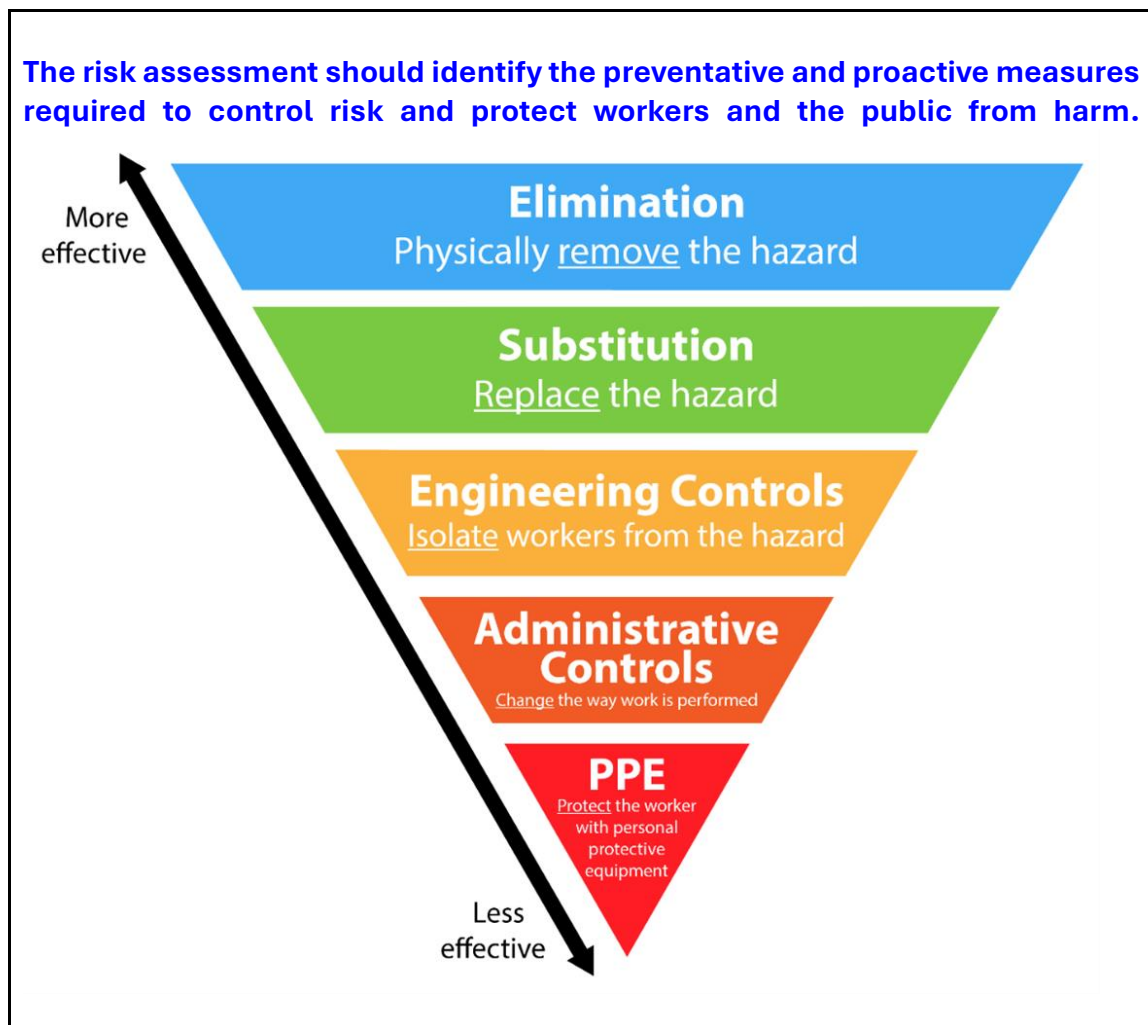 The risk assessment should identify the preventative and proactive measures
required to control risk and protect workers and the public from harm.
More
effective
Elimination
Physically remove the hazard
Substitution
Replace the hazard
Engineering Controls
Isolate workers from the hazard
Administrative
Controls
Change the way work is performed
PPE
Protect the worker
with personal
protective
equipment
Less
effective